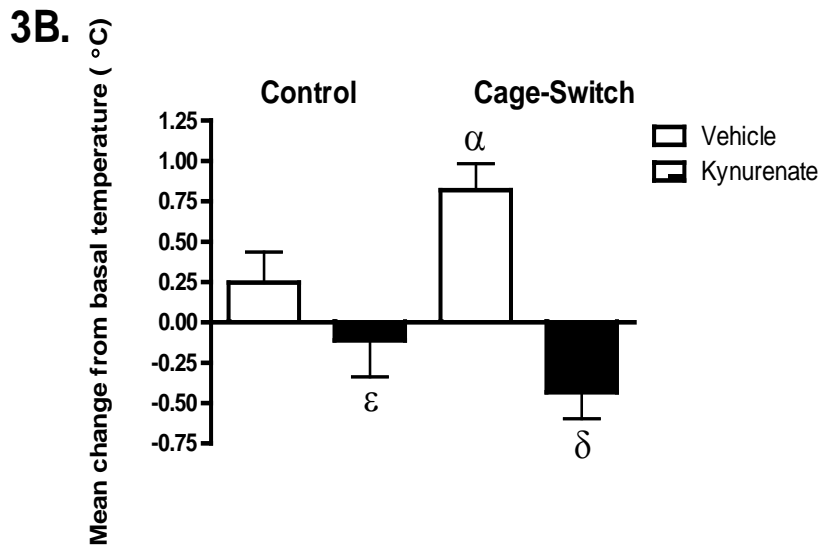 3B.
Mean change from basal temperature ( °C)
Control Cage-Switch
Vehicle
Kynurenate
1.25
1.00
0.75
0.50
0.25
0.00
-0.25
-0.50
-0.75
α
ε
δ